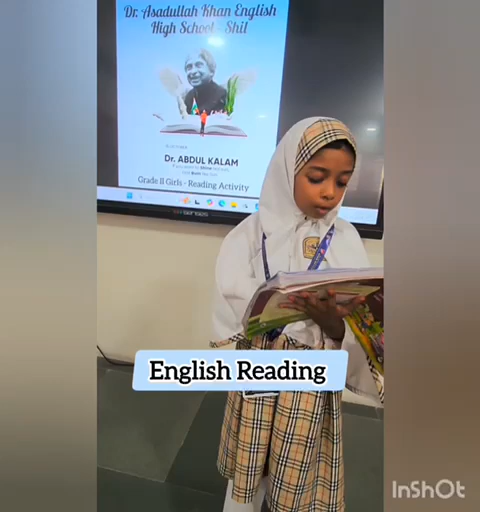 Dr. Asadullah Khan English
High School - Shil
Dr. ABDUL KALAM
Grade II Girls - Reading Activity
English Reading
InShOt